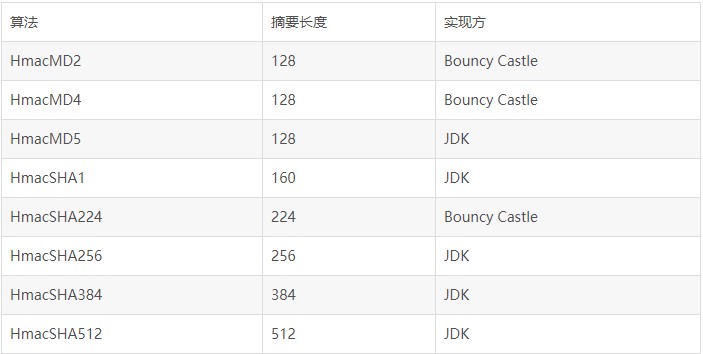 算法 摘要长度 实现方
HmacMD2 128 Bouncy Castle
HmacMD4 128 Bouncy Castle
HmacMD5 128 JDK
HmacSHA1 160 JDK
HmacSHA224 224 Bouncy Castle
HmacSHA256 256 JDK
HmacSHA384 384 JDK
HmacSHA512 512 JDK